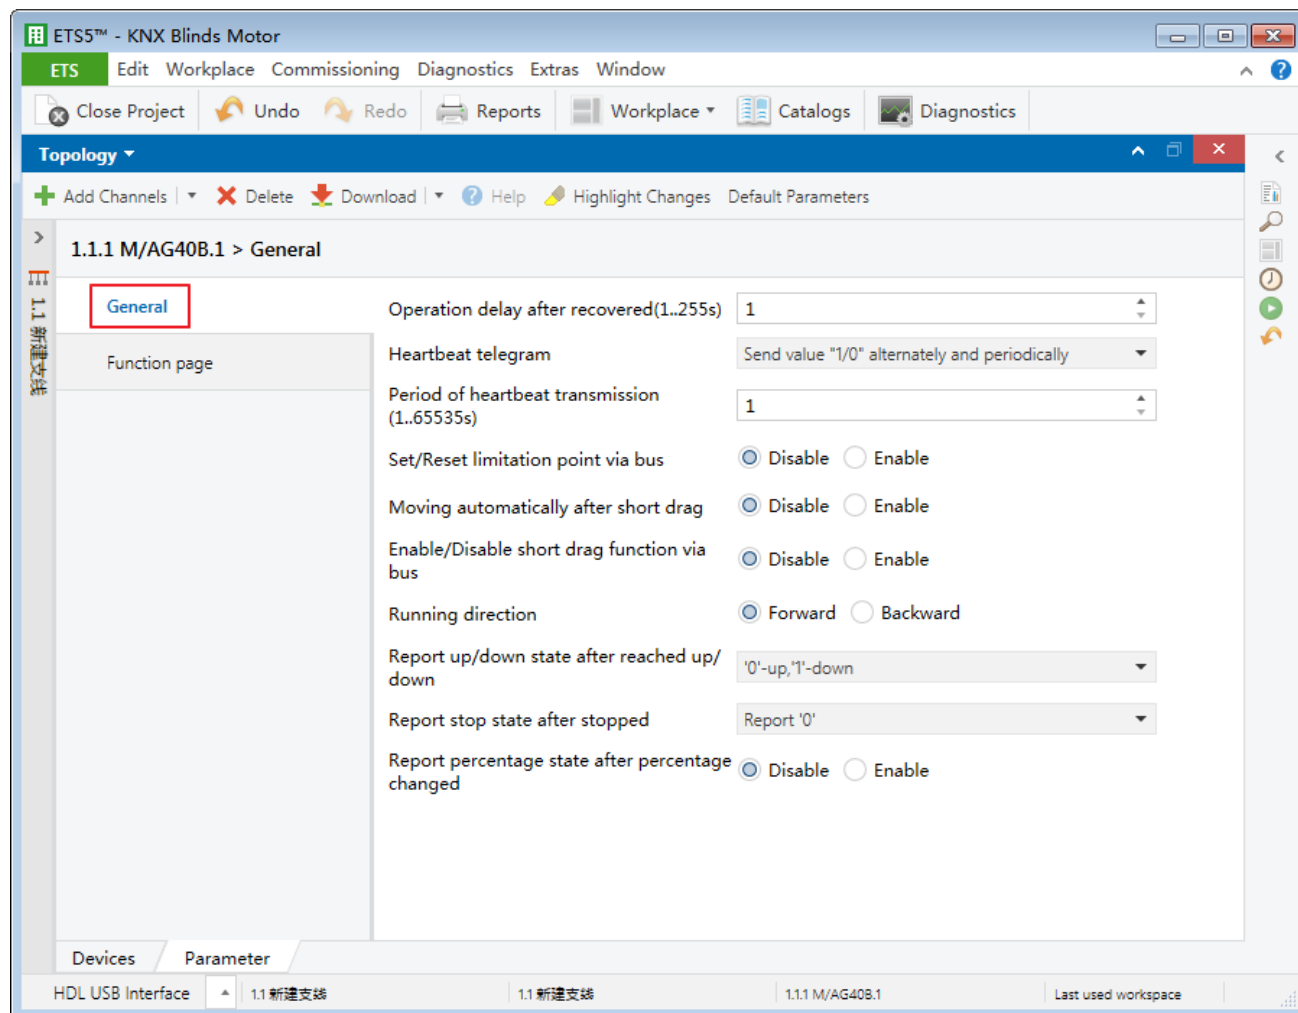 ETS5™ - KNX Blinds Motor
ETS Edit Workplace Commissioning Diagnostics Extras Window
Close Project Undo Redo Reports Workplace Catalogs Diagnostics
Topology
Add Channels Delete Download Help Highlight Changes Default Parameters
1.1.1 M/AG40B.1 > General
1.1 新建支线
General
Function page
Operation delay after recovered(1..255s) 1
Heartbeat telegram Send value "1/0" alternately and periodically
Period of heartbeat transmission
(1..65535s) 1
Set/Reset limitation point via bus Disable Enable
Moving automatically after short drag Disable Enable
Enable/Disable short drag function via
bus Disable Enable
Running direction Forward Backward
Report up/down state after reached up/
down '0'-up,'1'-down
Report stop state after stopped Report '0'
Report percentage state after percentage
changed Disable Enable
Devices Parameter
HDL USB Interface 1.1 新建支线 1.1 新建支线 1.1.1 M/AG40B.1 Last used workspace